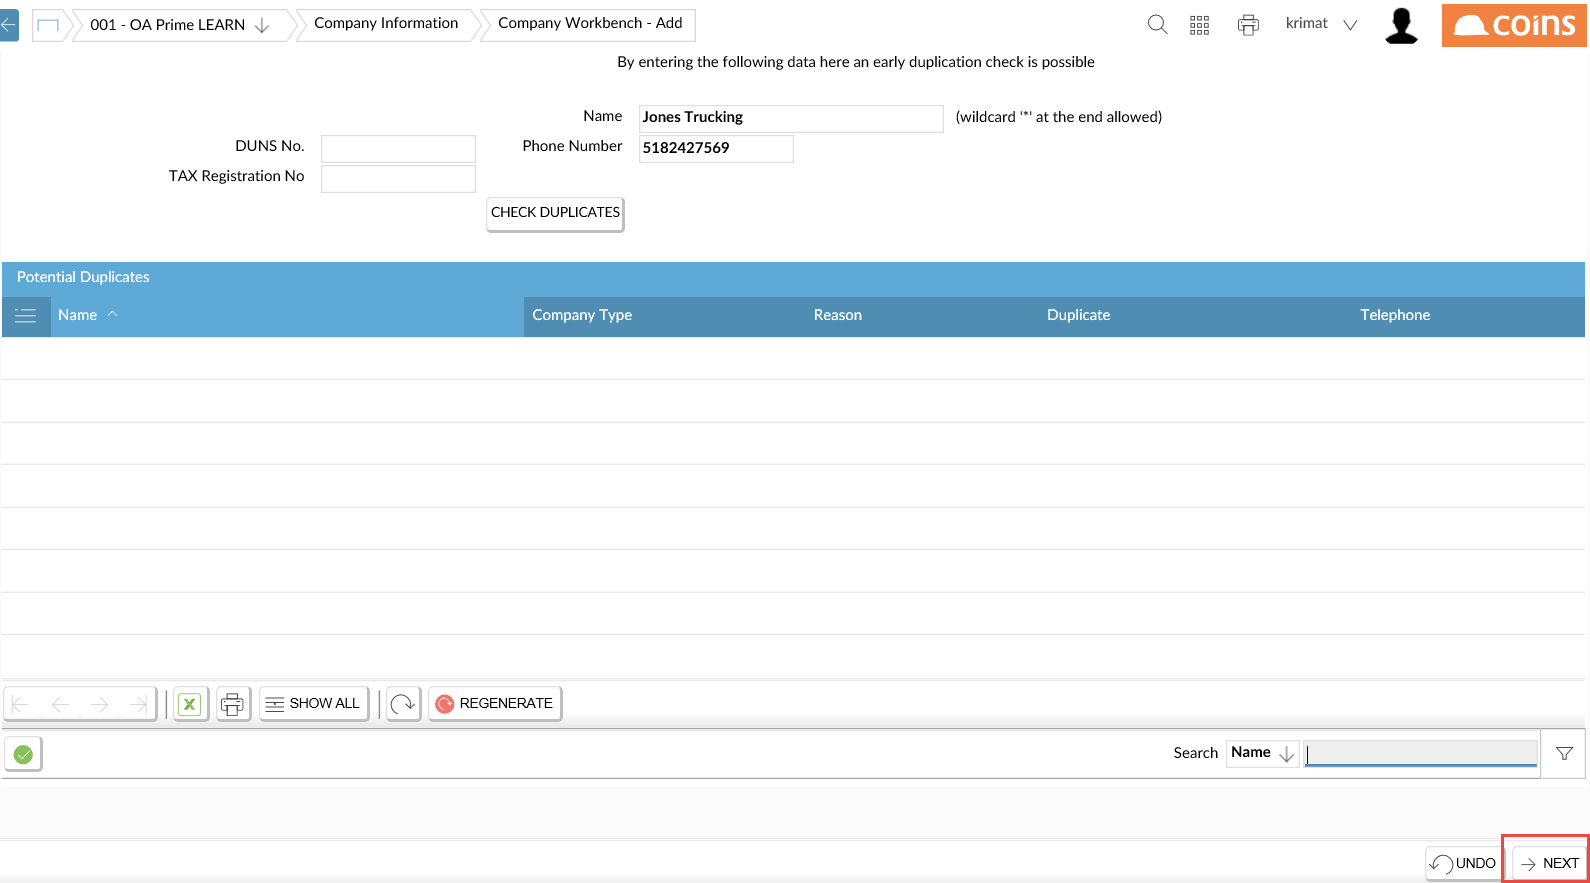 001 - OA Prime LEARN
Company Information
Company Workbench - Add
krimat
coins
By entering the following data here an early duplication check is possible
Name Jones Trucking (wildcard '*' at the end allowed)
DUNS No. Phone Number 5182427569
TAX Registration No
CHECK DUPLICATES
Potential Duplicates
Name Company Type Reason Duplicate Telephone
SHOW ALL REGENERATE
Search Name
UNDO NEXT